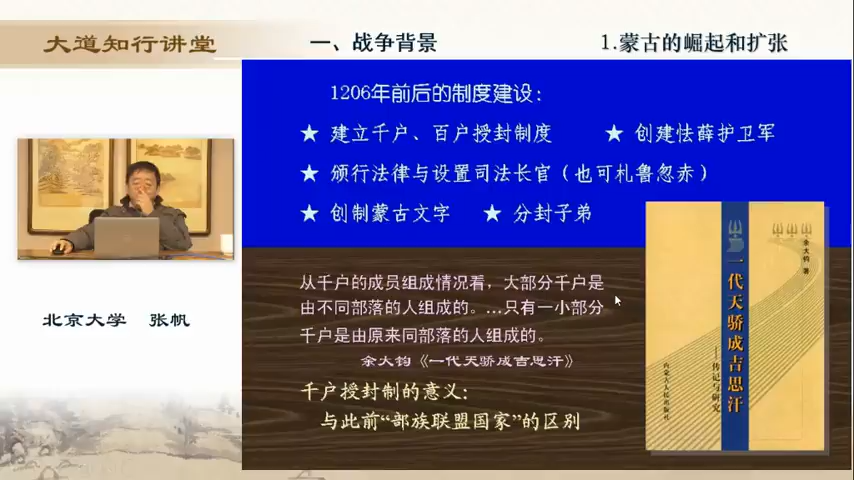 大道知行讲堂
一、战争背景
1.蒙古的崛起和扩张
1206年前后的制度建设：
★ 建立千户、百户授封制度 ★ 创建怯薛护卫军
★ 颁行法律与设置司法长官（也可札鲁忽赤）
★ 创制蒙古文字 ★ 分封子弟
从千户的成员组成情况看，大部分千户是
由不同部落的人组成的。…只有一小部分
千户是由原来同部落的人组成的。
余大钧《一代天骄成吉思汗》
千户授封制的意义：
与此前“部族联盟国家”的区别
北京大学 张帆
余大钧 著
一代天骄成吉思汗
——传记与研究
内蒙古人民出版社